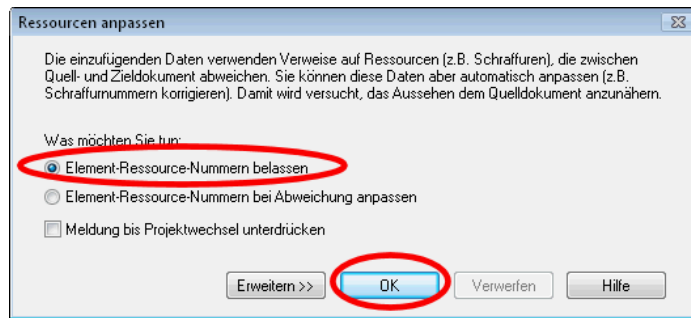 Ressourcen anpassen
Die einzufügenden Daten verwenden Verweise auf Ressourcen (z.B. Schraffuren), die zwischen
Quell- und Zieldokument abweichen. Sie können diese Daten aber automatisch anpassen (z.B.
Schraffurnummern korrigieren). Damit wird versucht, das Aussehen dem Quelldokument anzunähern.
Was möchten Sie tun:
Element-Ressource-Nummern belassen
Element-Ressource-Nummern bei Abweichung anpassen
Meldung bis Projektwechsel unterdrücken
Erweitern >> OK Verwerfen Hilfe